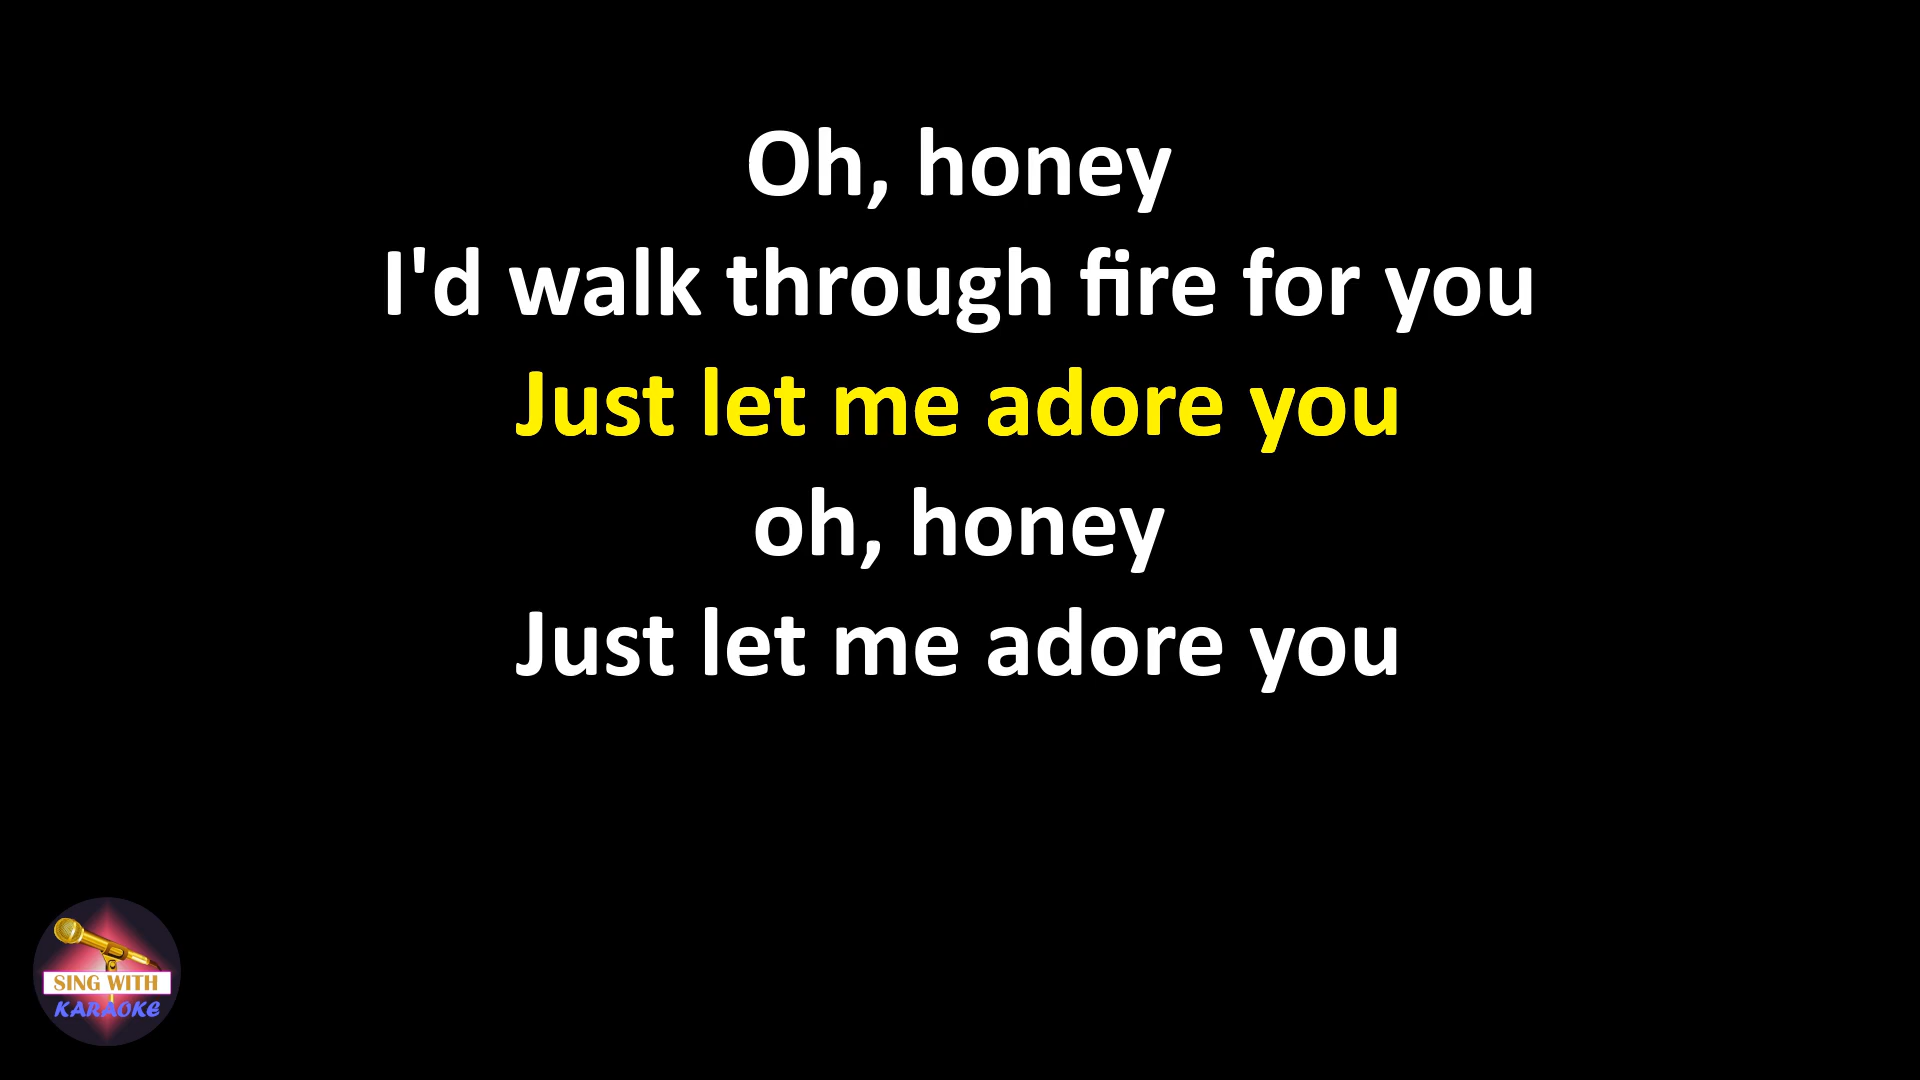 Oh, honey
I'd walk through fire for you
Just let me adore you
oh, honey
Just let me adore you
SING WITH
KARAOKE